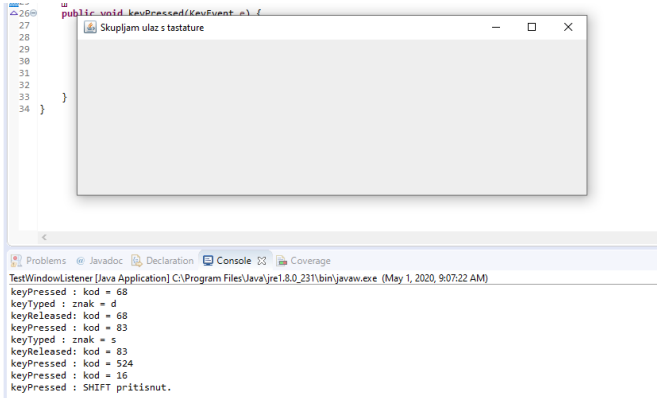 26 public void keyPressed(KeyEvent e) {
Skupljam ulaz s tastature
27
28
29
30
31
32
33 }
34 }
Problems @ Javadoc Declaration Console Coverage
TestWindowListener [Java Application] C:\Program Files\Java\jre1.8.0_231\bin\javaw.exe (May 1, 2020, 9:07:22 AM)
keyPressed : kod = 68
keyTyped : znak = d
keyReleased: kod = 68
keyPressed : kod = 83
keyTyped : znak = s
keyReleased: kod = 83
keyPressed : kod = 524
keyPressed : kod = 16
keyPressed : SHIFT pritisnut.